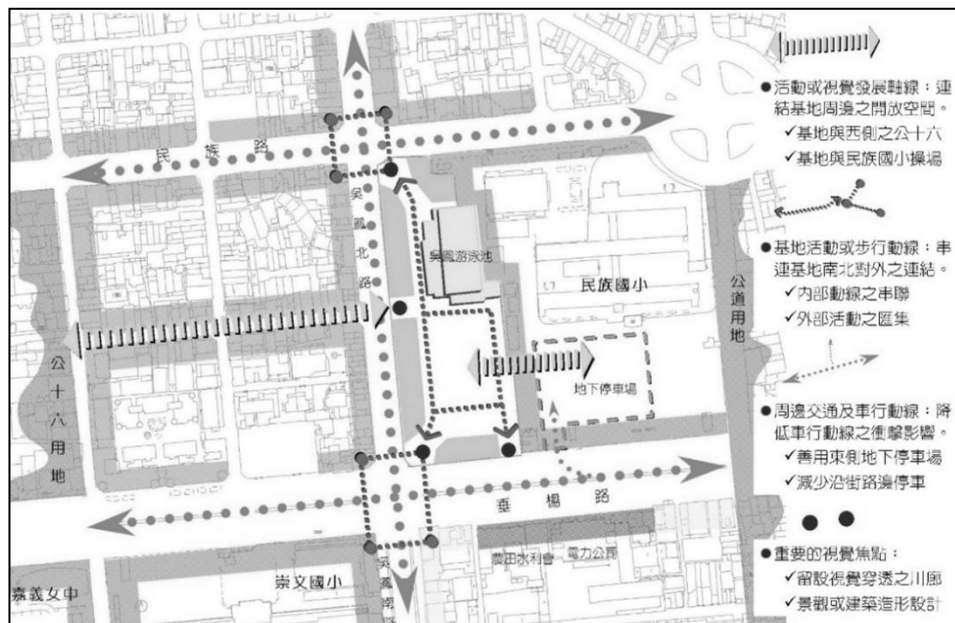 民族路
吳鳳北路
吳鳳游泳池
民族國小
公道用地
公十六用地
地下停車場
垂楊路
農田水利會
電力公司
崇文國小
嘉義女中
吳鳳南路
●活動或視覺發展軸線：連
結基地周邊之開放空間。
✓基地與西側之公十六
✓基地與民族國小操場
●基地活動或步行動線：串
連基地南北對外之連結。
✓內部動線之串聯
✓外部活動之匯集
●周邊交通及車行動線：降
低車行動線之衝擊影響。
✓善用東側地下停車場
✓減少沿街路邊停車
●重要的視覺焦點：
✓留設視覺穿透之川廊
✓景觀或建築造形設計